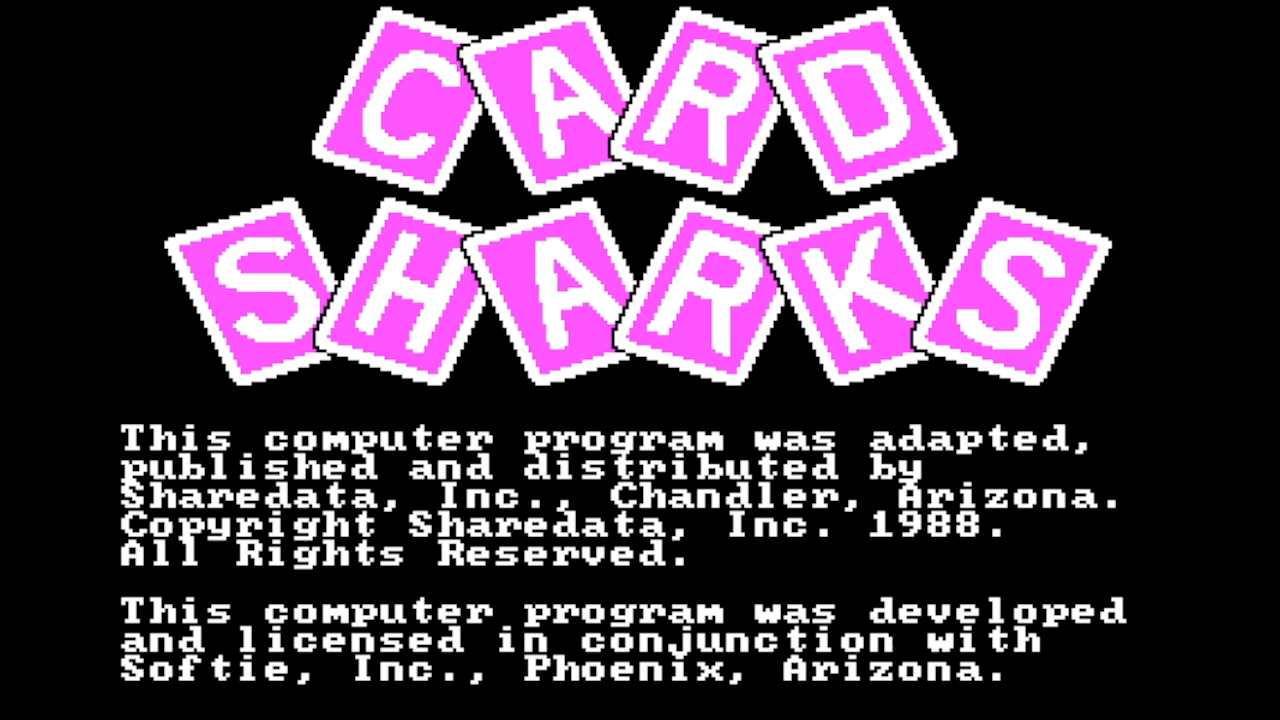 CARD
SHARKS
This computer program was adapted,
published and distributed by
Sharedata, Inc., Chandler, Arizona.
Copyright Sharedata, Inc. 1988.
All Rights Reserved.
This computer program was developed
and licensed in conjunction with
Softie, Inc., Phoenix, Arizona.